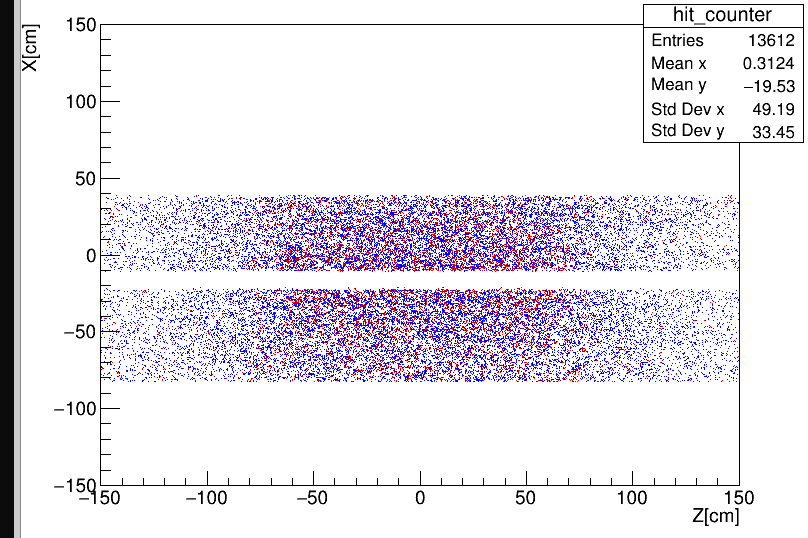 hit_counter
Entries 13612
Mean x 0.3124
Mean y −19.53
Std Dev x 49.19
Std Dev y 33.45
X[cm]
150
100
50
0
−50
−100
−150
−150 −100 −50 0 50 100 150
Z[cm]